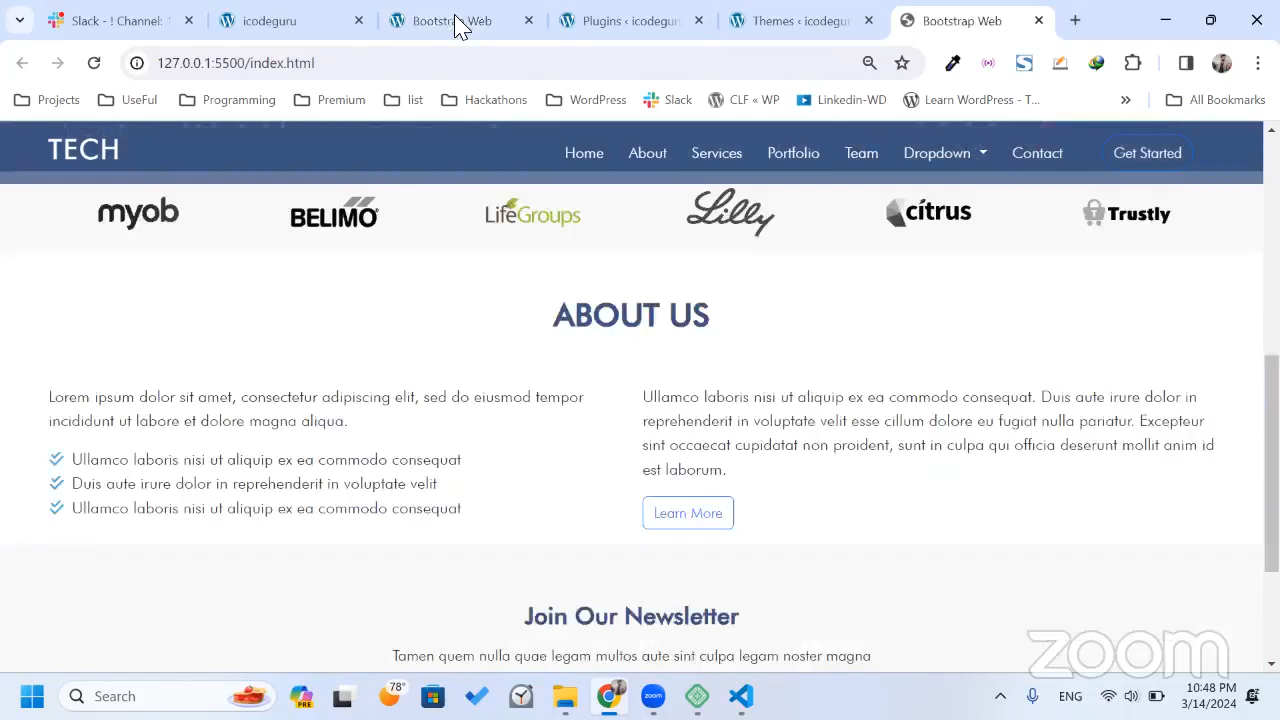 Slack - ! Channel:
icodeguru
Bootstrap Web
Plugins ‹ icodegur
Themes ‹ icodegu
Bootstrap Web
127.0.0.1:5500/index.html
Projects
UseFul
Programming
Premium
list
Hackathons
WordPress
Slack
CLF « WP
Linkedin-WD
Learn WordPress - T...
»
All Bookmarks
TECH
Home
About
Services
Portfolio
Team
Dropdown
Contact
Get Started
myob
BELIMO
LifeGroups
Lilly
citrus
Trustly
ABOUT US
Lorem ipsum dolor sit amet, consectetur adipiscing elit, sed do eiusmod tempor
incididunt ut labore et dolore magna aliqua.
Ullamco laboris nisi ut aliquip ex ea commodo consequat
Duis aute irure dolor in reprehenderit in voluptate velit
Ullamco laboris nisi ut aliquip ex ea commodo consequat
Ullamco laboris nisi ut aliquip ex ea commodo consequat. Duis aute irure dolor in
reprehenderit in voluptate velit esse cillum dolore eu fugiat nulla pariatur. Excepteur
sint occaecat cupidatat non proident, sunt in culpa qui officia deserunt mollit anim id
est laborum.
Learn More
Join Our Newsletter
Tamen quem nulla quae legam multos aute sint culpa legam noster magna
zoom
Search
PRE
78°
zoom
ENG
10:48 PM
3/14/2024